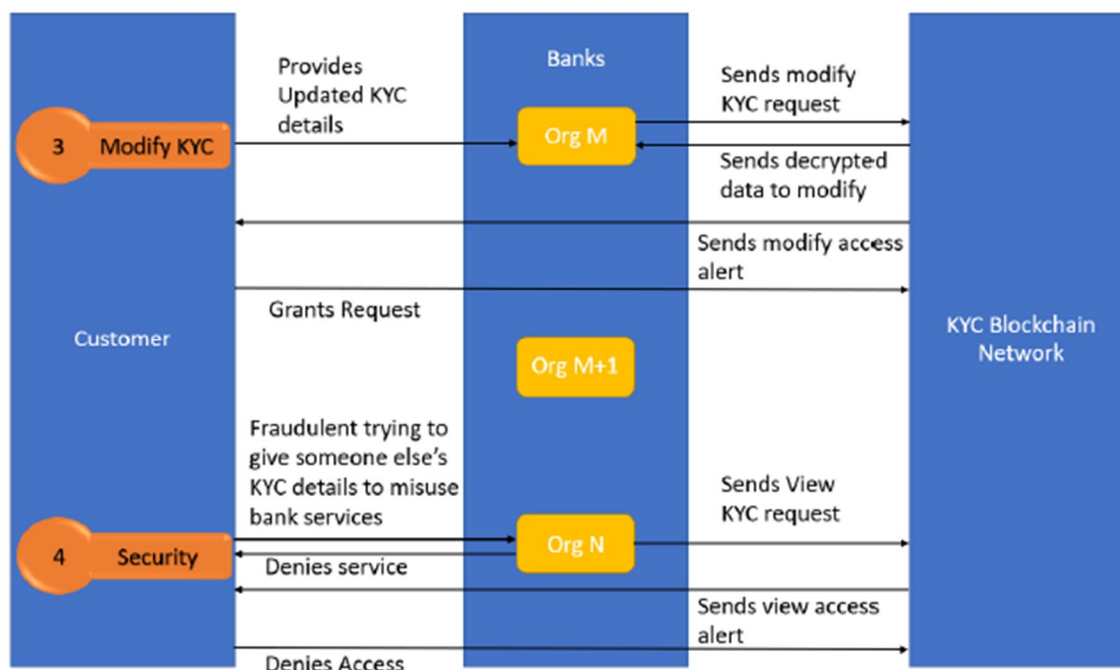 Banks
Provides
Updated KYC
details
Sends modify
KYC request
3
Modify KYC
Org M
Sends decrypted
data to modify
Sends modify access
alert
Grants Request
Customer
KYC Blockchain
Network
Org M+1
Fraudulent trying to
give someone else's
KYC details to misuse
bank services
Sends View
KYC request
4
Security
Org N
Denies service
Sends view access
alert
Denies Access